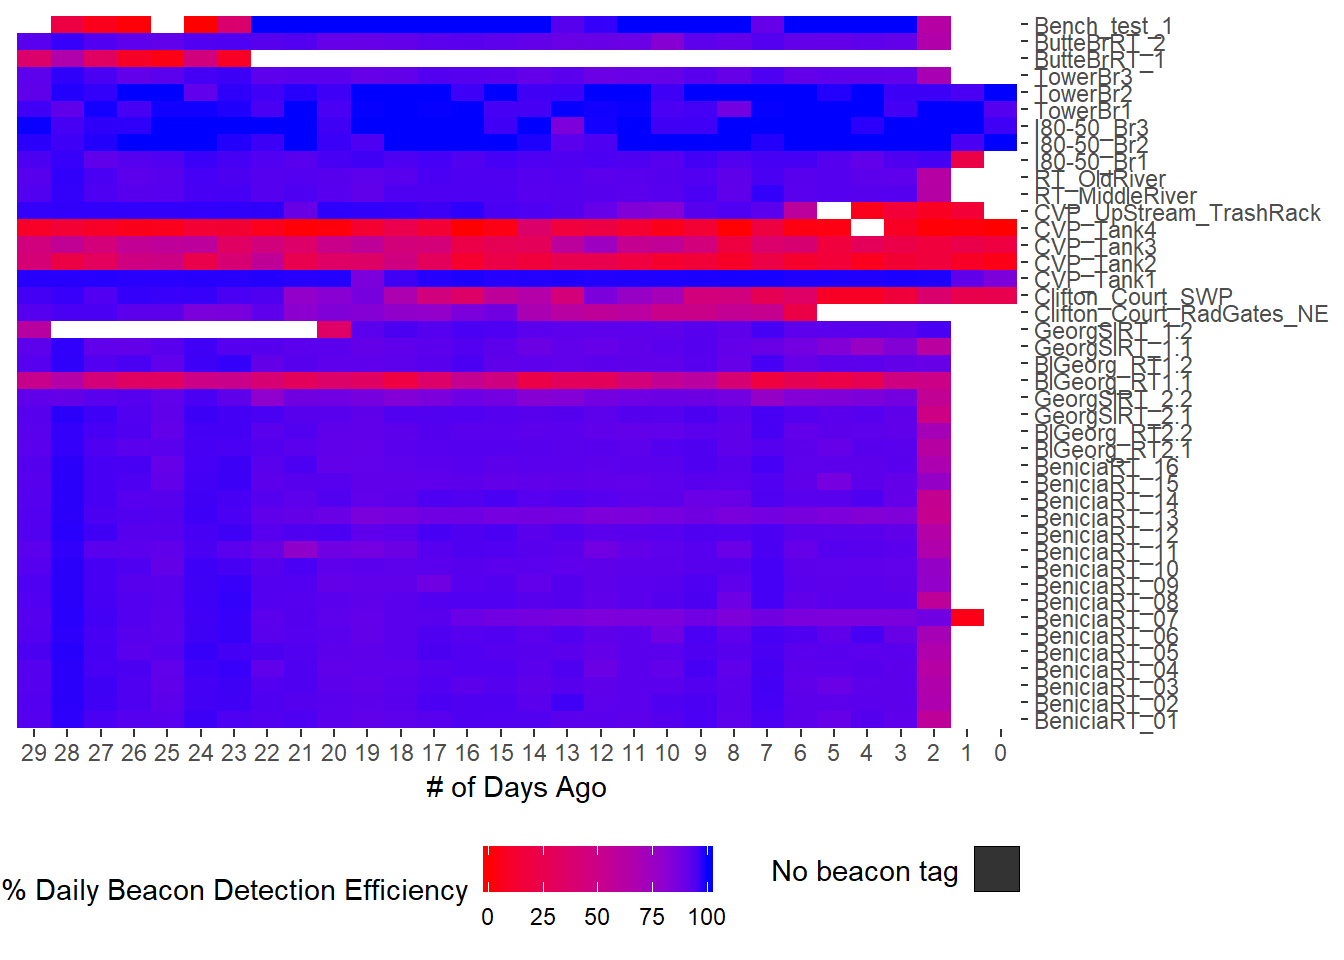 Bench_test_1
ButteBrRT_2
ButteBrRT_1
TowerBr3
TowerBr2
TowerBr1
I80-50_Br3
I80-50_Br2
I80-50_Br1
RT_OldRiver
RT_MiddleRiver
CVP_UpStream_TrashRack
CVP_Tank4
CVP_Tank3
CVP_Tank2
CVP_Tank1
Clifton_Court_SWP
Clifton_Court_RadGates_NE
GeorgSlRT_1.2
GeorgSlRT_1.1
BlGeorg_RT1.2
BlGeorg_RT1.1
GeorgSlRT_2.2
GeorgSlRT_2.1
BlGeorg_RT2.2
BlGeorg_RT2.1
BeniciaRT_16
BeniciaRT_15
BeniciaRT_14
BeniciaRT_13
BeniciaRT_12
BeniciaRT_11
BeniciaRT_10
BeniciaRT_09
BeniciaRT_08
BeniciaRT_07
BeniciaRT_06
BeniciaRT_05
BeniciaRT_04
BeniciaRT_03
BeniciaRT_02
BeniciaRT_01
29 28 27 26 25 24 23 22 21 20 19 18 17 16 15 14 13 12 11 10 9 8 7 6 5 4 3 2 1 0
# of Days Ago
% Daily Beacon Detection Efficiency
0 25 50 75 100
No beacon tag